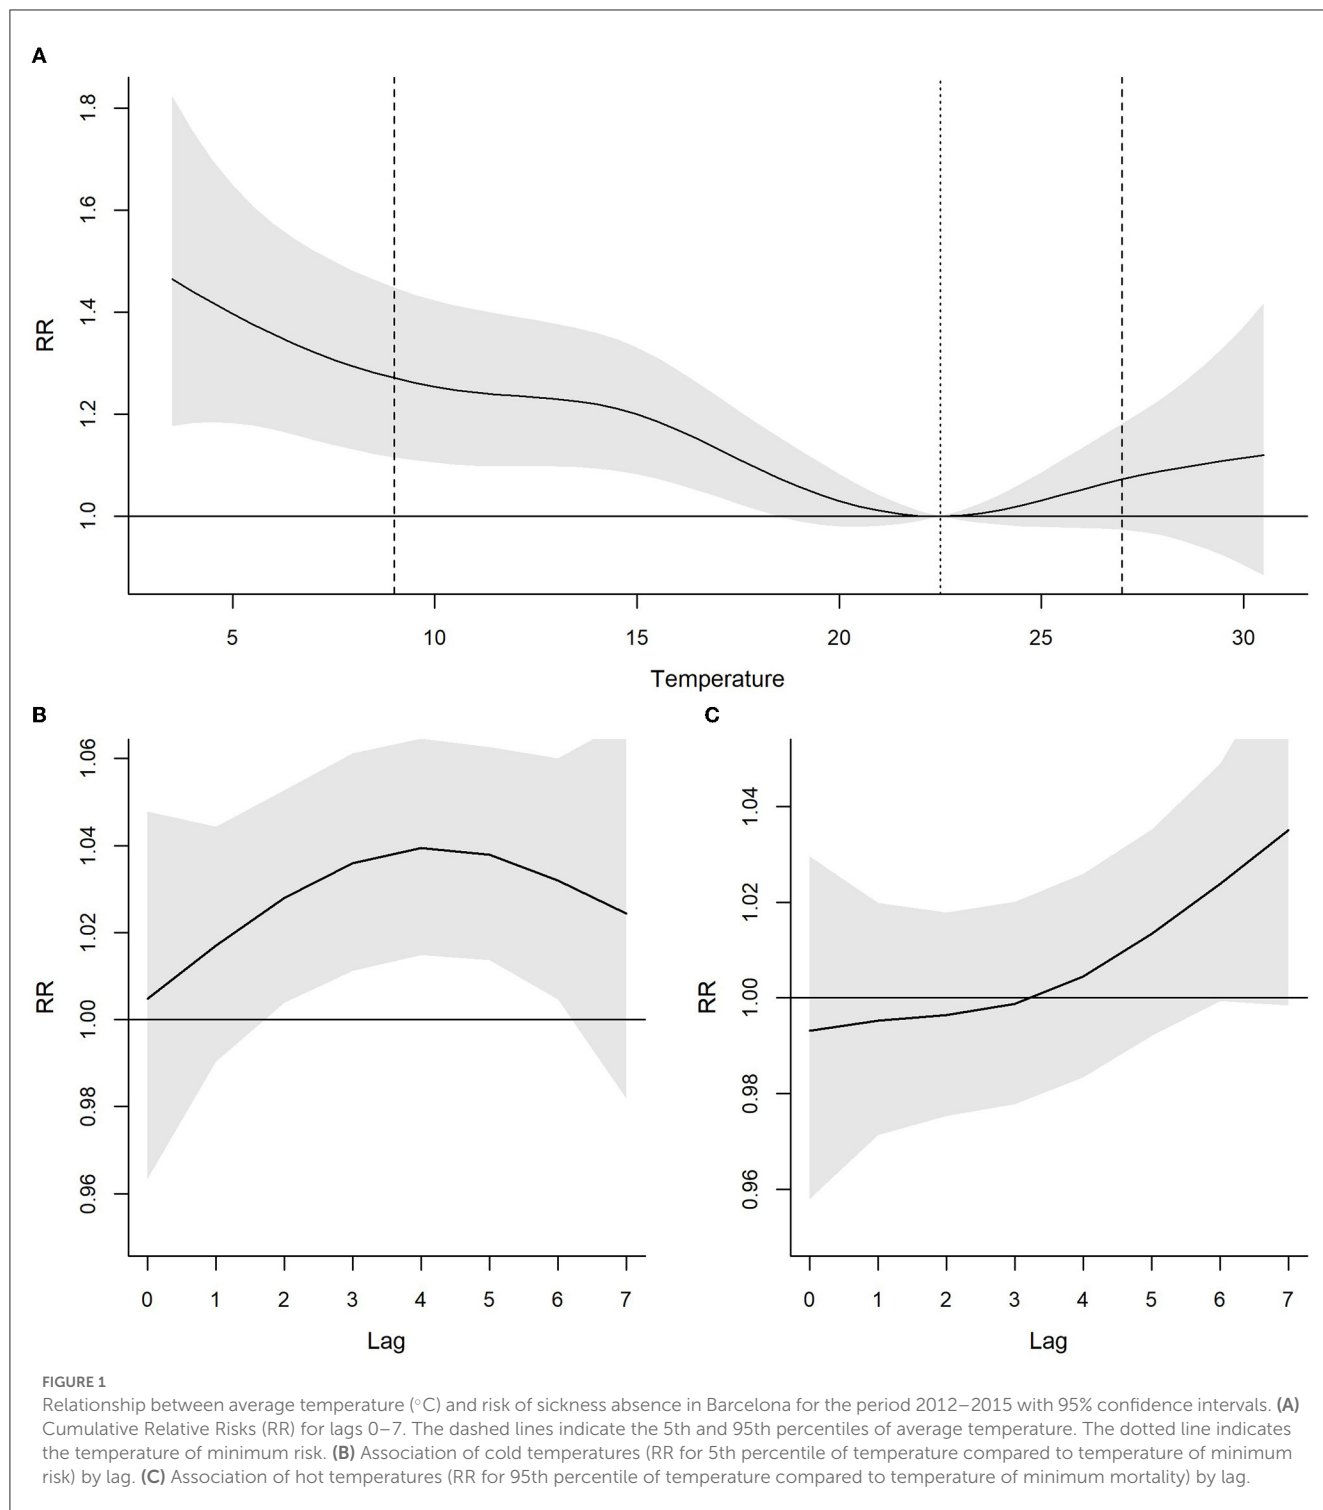 A
RR
1.8
1.6
1.4
1.2
1.0
5 10 15 20 25 30
Temperature
B
RR
1.06
1.04
1.02
1.00
0.98
0.96
0 1 2 3 4 5 6 7
Lag
C
RR
1.04
1.02
1.00
0.98
0.96
0 1 2 3 4 5 6 7
Lag
FIGURE 1
Relationship between average temperature (°C) and risk of sickness absence in Barcelona for the period 2012–2015 with 95% confidence intervals. (A)
Cumulative Relative Risks (RR) for lags 0–7. The dashed lines indicate the 5th and 95th percentiles of average temperature. The dotted line indicates
the temperature of minimum risk. (B) Association of cold temperatures (RR for 5th percentile of temperature compared to temperature of minimum
risk) by lag. (C) Association of hot temperatures (RR for 95th percentile of temperature compared to temperature of minimum mortality) by lag.